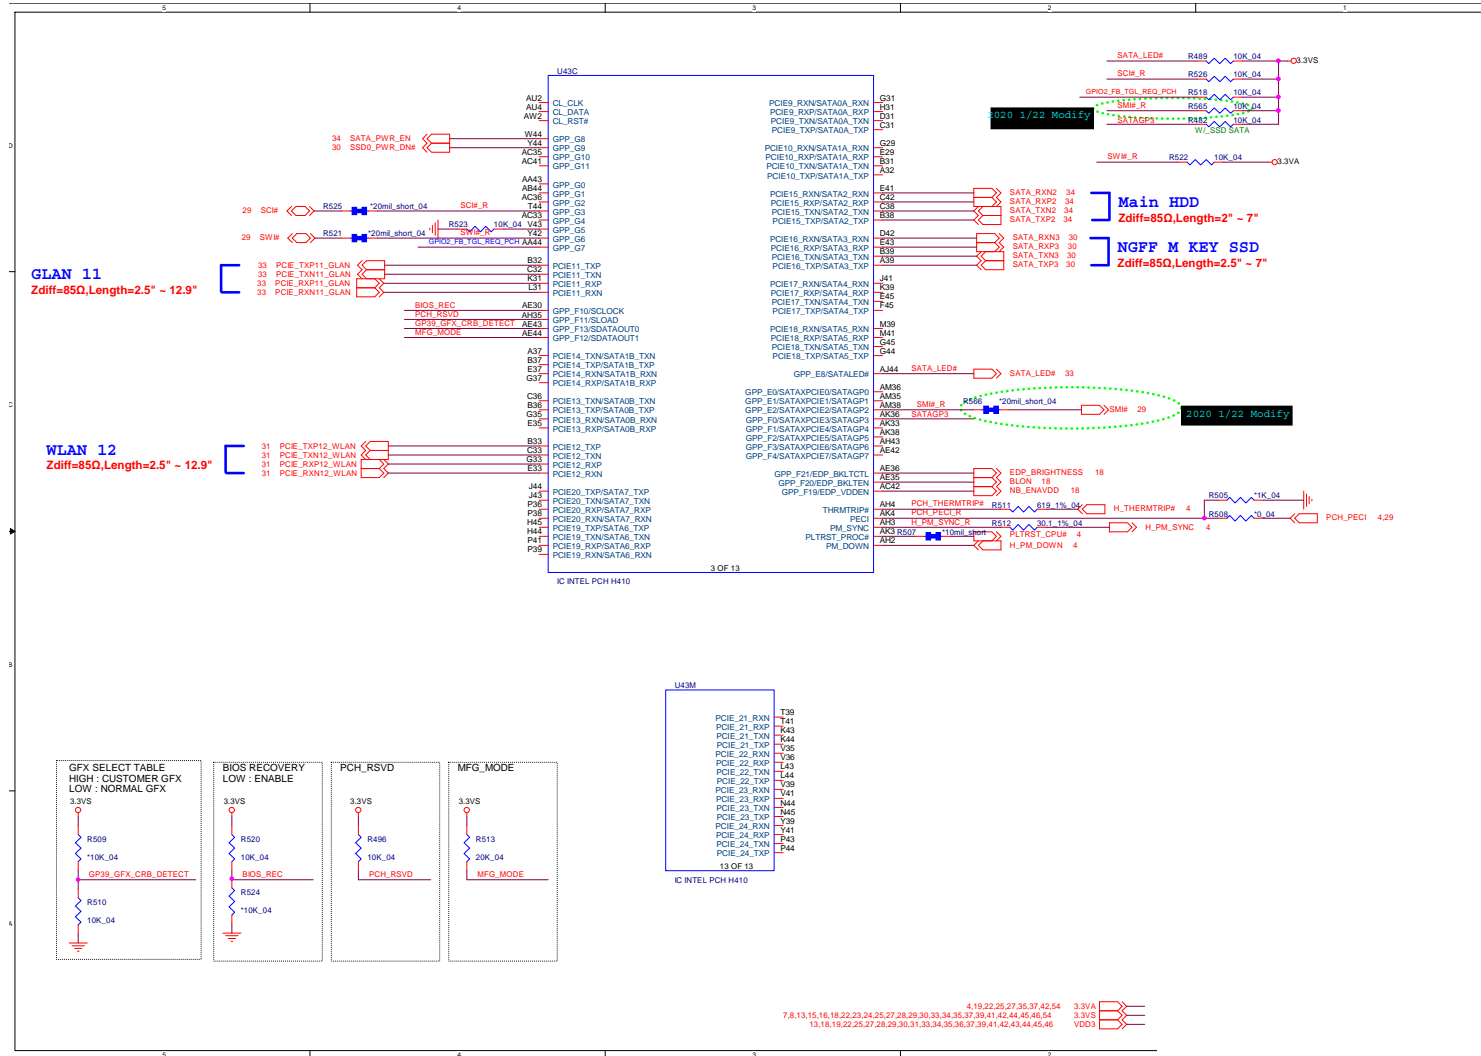 5 4 3 2 1
D
C
B
A
U43C
CL_CLK AU2
CL_DATA AU4
CL_RST# AW2
34 SATA_PWR_EN W44 GPP_G8
30 SSD0_PWR_DN# Y44 GPP_G9
AC35 GPP_G10
AC41 GPP_G11
AA43 GPP_G0
AB44 GPP_G1
AC36 GPP_G2
29 SCI# R525 *20mil_short_04 SCI#_R T44 GPP_G3
AC33 GPP_G4
R523 10K_04 V43 GPP_G5
29 SWI# R521 *20mil_short_04 SWI#_R Y42 GPP_G6
GPIO2_FB_TGL_REQ_PCH AA44 GPP_G7
GLAN 11
Zdiff=85Ω,Length=2.5" ~ 12.9"
33 PCIE_TXP11_GLAN B32 PCIE11_TXP
33 PCIE_TXN11_GLAN C32 PCIE11_TXN
33 PCIE_RXP11_GLAN K31 PCIE11_RXP
33 PCIE_RXN11_GLAN L31 PCIE11_RXN
BIOS_REC AE30 GPP_F10/SCLOCK
PCH_RSVD AH35 GPP_F11/SLOAD
GP39_GFX_CRB_DETECT AE43 GPP_F13/SDATAOUT0
MFG_MODE AE44 GPP_F12/SDATAOUT1
A37 PCIE14_TXN/SATA1B_TXN
B37 PCIE14_TXP/SATA1B_TXP
E37 PCIE14_RXN/SATA1B_RXN
G37 PCIE14_RXP/SATA1B_RXP
C36 PCIE13_TXN/SATA0B_TXN
B36 PCIE13_TXP/SATA0B_TXP
G35 PCIE13_RXN/SATA0B_RXN
E35 PCIE13_RXP/SATA0B_RXP
WLAN 12
Zdiff=85Ω,Length=2.5" ~ 12.9"
31 PCIE_TXP12_WLAN B33 PCIE12_TXP
31 PCIE_TXN12_WLAN C33 PCIE12_TXN
31 PCIE_RXP12_WLAN G33 PCIE12_RXP
31 PCIE_RXN12_WLAN E33 PCIE12_RXN
J44 PCIE20_TXP/SATA7_TXP
J43 PCIE20_TXN/SATA7_TXN
P36 PCIE20_RXP/SATA7_RXP
P38 PCIE20_RXN/SATA7_RXN
H45 PCIE19_TXN/SATA6_TXN
H44 PCIE19_TXP/SATA6_TXP
P41 PCIE19_RXP/SATA6_RXP
P39 PCIE19_RXN/SATA6_RXN
PCIE9_RXN/SATA0A_RXN G31
PCIE9_RXP/SATA0A_RXP H31
PCIE9_TXN/SATA0A_TXN D31
PCIE9_TXP/SATA0A_TXP C31
PCIE10_RXN/SATA1A_RXN G29
PCIE10_RXP/SATA1A_RXP E29
PCIE10_TXN/SATA1A_TXN B31
PCIE10_TXP/SATA1A_TXP A32
PCIE15_RXN/SATA2_RXN E41 SATA_RXN2 34
PCIE15_RXP/SATA2_RXP C42 SATA_RXP2 34
PCIE15_TXN/SATA2_TXN C38 SATA_TXN2 34
PCIE15_TXP/SATA2_TXP B38 SATA_TXP2 34
Main HDD
Zdiff=85Ω,Length=2" ~ 7"
PCIE16_RXN/SATA3_RXN D42 SATA_RXN3 30
PCIE16_RXP/SATA3_RXP E43 SATA_RXP3 30
PCIE16_TXN/SATA3_TXN B39 SATA_TXN3 30
PCIE16_TXP/SATA3_TXP A39 SATA_TXP3 30
NGFF M KEY SSD
Zdiff=85Ω,Length=2.5" ~ 7"
PCIE17_RXN/SATA4_RXN J41
PCIE17_RXP/SATA4_RXP K39
PCIE17_TXN/SATA4_TXN E45
PCIE17_TXP/SATA4_TXP F45
PCIE18_RXN/SATA5_RXN M39
PCIE18_RXP/SATA5_RXP M41
PCIE18_TXN/SATA5_TXN G45
PCIE18_TXP/SATA5_TXP G44
GPP_E8/SATALED# AJ44 SATA_LED# SATA_LED# 33
GPP_E0/SATAXPCIE0/SATAGP0 AM36
GPP_E1/SATAXPCIE1/SATAGP1 AM35
GPP_E2/SATAXPCIE2/SATAGP2 AM38 SMI#_R R566 *20mil_short_04 SMI# 29
2020 1/22 Modify
GPP_F0/SATAXPCIE3/SATAGP3 AK36 SATAGP3
GPP_F1/SATAXPCIE4/SATAGP4 AK33
GPP_F2/SATAXPCIE5/SATAGP5 AK38
GPP_F3/SATAXPCIE6/SATAGP6 AH43
GPP_F4/SATAXPCIE7/SATAGP7 AE42
GPP_F21/EDP_BKLTCTL AE36 EDP_BRIGHTNESS 18
GPP_F20/EDP_BKLTEN AE35 BLON 18
GPP_F19/EDP_VDDEN AC42 NB_ENAVDD 18
THRMTRIP# AH4 PCH_THERMTRIP# R511 619_1%_04 H_THERMTRIP# 4
PECI AK4 PCH_PECI_R
PM_SYNC AH3 H_PM_SYNC_R R512 30.1_1%_04 H_PM_SYNC 4
PLTRST_PROC# AK3 R507 *10mil_short PLTRST_CPU# 4
PM_DOWN AH2 H_PM_DOWN 4
R505 *1K_04
R508 *0_04 PCH_PECI 4,29
3 OF 13
IC INTEL PCH H410
SATA_LED# R489 10K_04 3.3VS
SCI#_R R526 10K_04
GPIO2_FB_TGL_REQ_PCH R518 10K_04
2020 1/22 Modify SMI#_R R565 10K_04
SATAGP3 R482 10K_04
W/_SSD SATA
SWI#_R R522 10K_04 3.3VA
U43M
PCIE_21_RXN T39
PCIE_21_RXP T41
PCIE_21_TXN K43
PCIE_21_TXP K44
PCIE_22_RXN V35
PCIE_22_RXP V36
PCIE_22_TXN L43
PCIE_22_TXP L44
PCIE_23_RXN V39
PCIE_23_RXP V41
PCIE_23_TXN N44
PCIE_23_TXP N45
PCIE_24_RXN Y39
PCIE_24_RXP Y41
PCIE_24_TXN P43
PCIE_24_TXP P44
13 OF 13
IC INTEL PCH H410
GFX SELECT TABLE
HIGH : CUSTOMER GFX
LOW : NORMAL GFX
3.3VS
R509
*10K_04
GP39_GFX_CRB_DETECT
R510
10K_04
BIOS RECOVERY
LOW : ENABLE
3.3VS
R520
10K_04
BIOS_REC
R524
*10K_04
PCH_RSVD
3.3VS
R496
10K_04
PCH_RSVD
MFG_MODE
3.3VS
R513
20K_04
MFG_MODE
4,19,22,25,27,35,37,42,54 3.3VA
7,8,13,15,16,18,22,23,24,25,27,28,29,30,33,34,35,37,39,41,42,44,45,46,54 3.3VS
13,18,19,22,25,27,28,29,30,31,33,34,35,36,37,39,41,42,43,44,45,46 VDD3
5 4 3 2